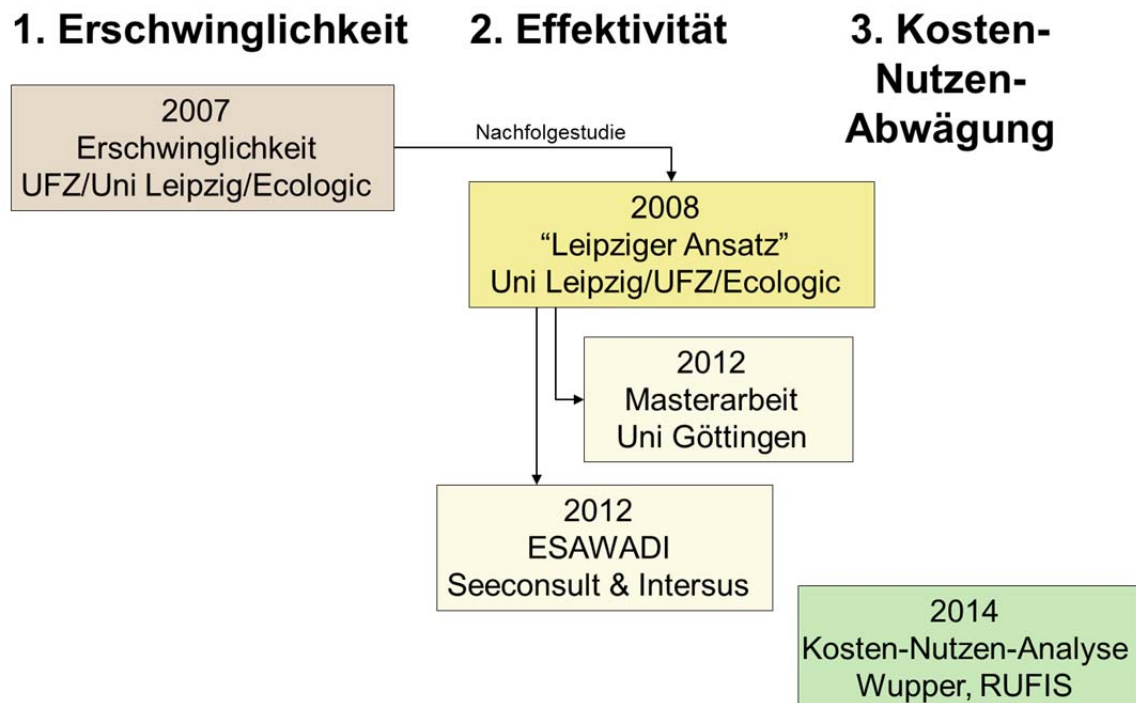 1. Erschwinglichkeit
2. Effektivität
3. Kosten-
Nutzen-
Abwägung
2007
Erschwinglichkeit
UFZ/Uni Leipzig/Ecologic
Nachfolgestudie
2008
“Leipziger Ansatz”
Uni Leipzig/UFZ/Ecologic
2012
Masterarbeit
Uni Göttingen
2012
ESAWADI
Seeconsult & Intersus
2014
Kosten-Nutzen-Analyse
Wupper, RUFIS